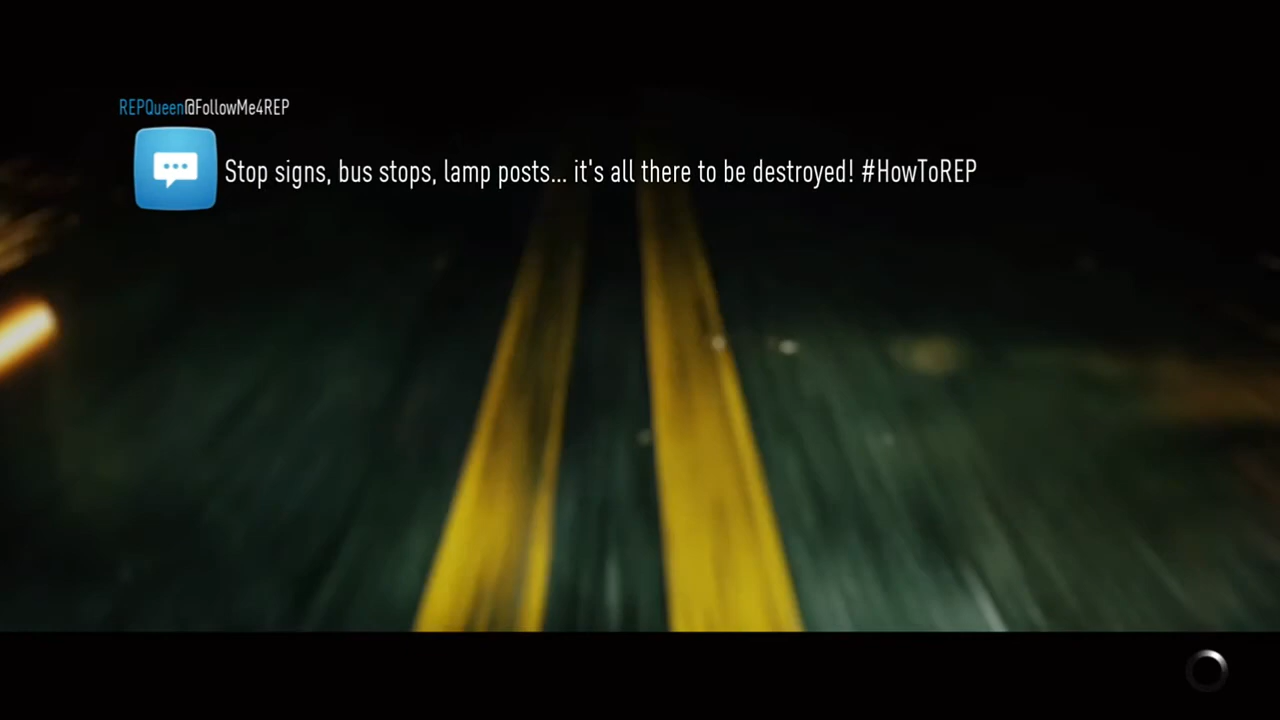 REPQueen@FollowMe4REP
Stop signs, bus stops, lamp posts... it's all there to be destroyed! #HowToREP